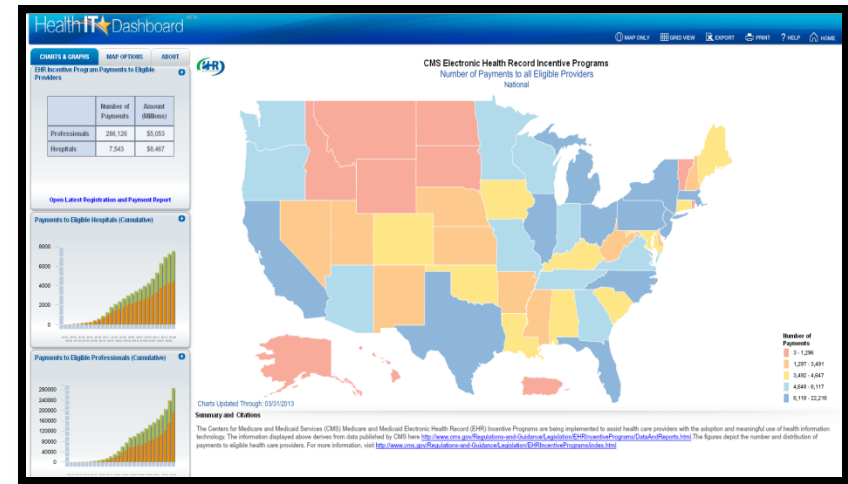 Health IT Dashboard
MAP ONLY GRID VIEW EXPORT PRINT ? HELP HOME
CHARTS & GRAPHS MAP OPTIONS ABOUT
EHR Incentive Program Payments to Eligible
Providers
Number of Payments Amount (Millions)
Professionals 286,126 $5,053
Hospitals 7,543 $8,467
Open Latest Registration and Payment Report
Payments to Eligible Hospitals (Cumulative)
8000
6000
4000
2000
0
Payments to Eligible Professionals (Cumulative)
280000
240000
200000
160000
120000
80000
40000
0
EHR
CMS Electronic Health Record Incentive Programs
Number of Payments to all Eligible Providers
National
Number of
Payments
3 - 1,296
1,297 - 3,491
3,492 - 4,647
4,648 - 8,117
8,118 - 22,218
Charts Updated Through: 03/31/2013
Summary and Citations
The Centers for Medicare and Medicaid Services (CMS) Medicare and Medicaid Electronic Health Record (EHR) Incentive Programs are being implemented to assist health care providers with the adoption and meaningful use of health information
technology. The information displayed above derives from data published by CMS here http://www.cms.gov/Regulations-and-Guidance/Legislation/EHRIncentivePrograms/DataAndReports.html.The figures depict the number and distribution of
payments to eligible health care providers. For more information, visit http://www.cms.gov/Regulations-and-Guidance/Legislation/EHRIncentivePrograms/index.html